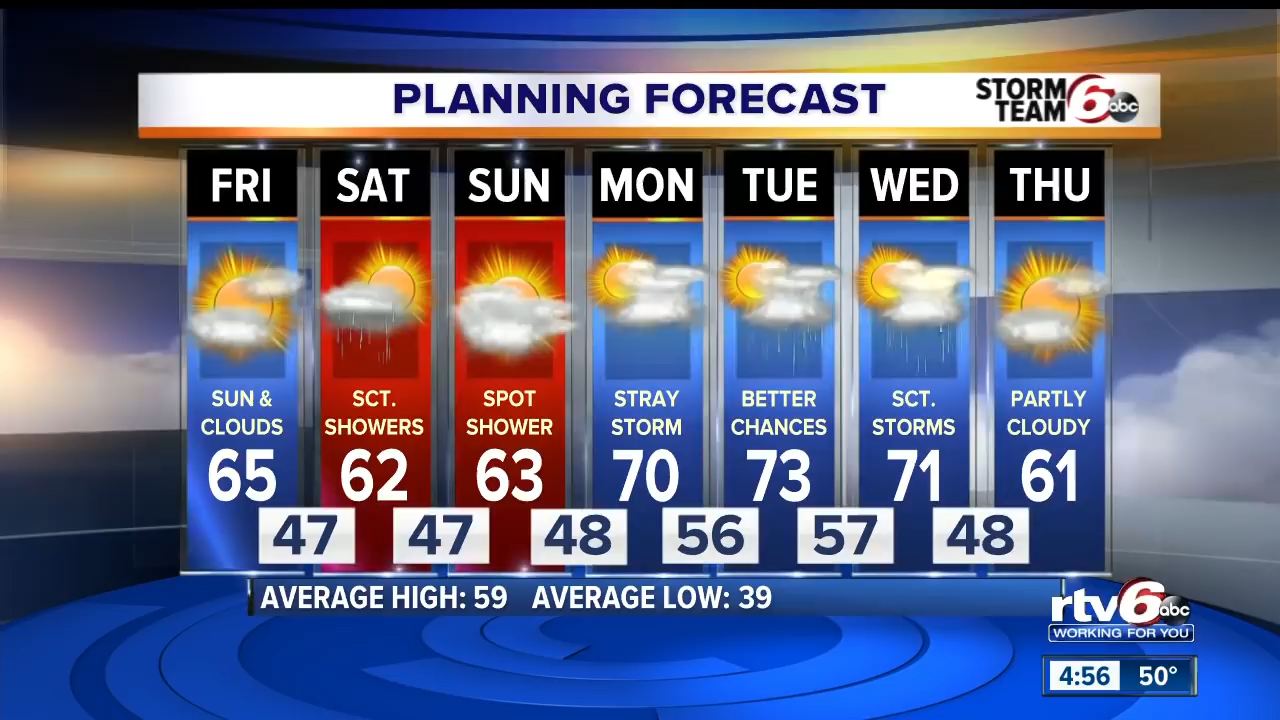 PLANNING FORECAST
STORM
TEAM 6 abc
FRI SAT SUN MON TUE WED THU
SUN & SCT. SPOT STRAY BETTER SCT. PARTLY
CLOUDS SHOWERS SHOWER STORM CHANCES STORMS CLOUDY
65 62 63 70 73 71 61
47 47 48 56 57 48
AVERAGE HIGH: 59 AVERAGE LOW: 39
rtv6 abc
WORKING FOR YOU
4:56 50°